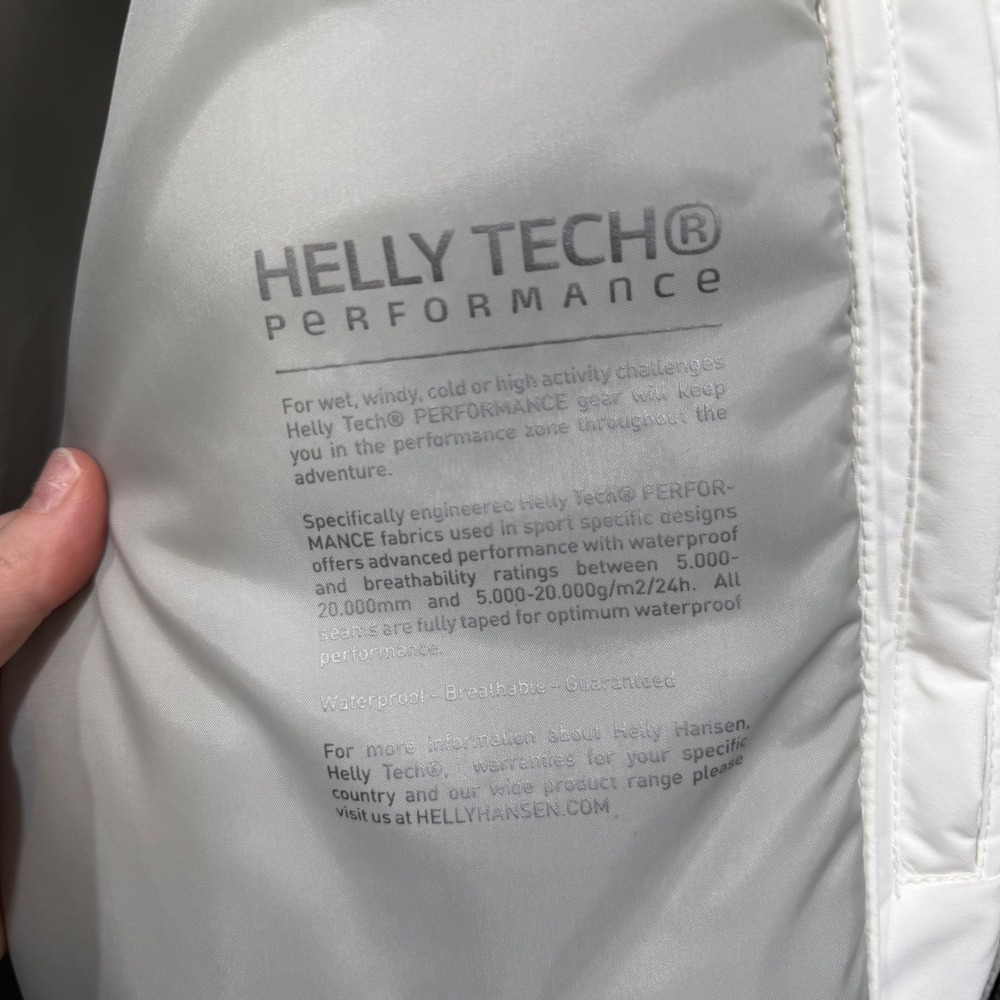 HELLY TECH®
PERFORMANCE
For wet, windy, cold or high activity challenges
Helly Tech® PERFORMANCE gear will keep
you in the performance zone throughout the
adventure.
Specifically engineered Helly Tech® PERFOR-
MANCE fabrics used in sport specific designs
offers advanced performance with waterproof
and breathability ratings between 5.000-
20.000mm and 5.000-20.000g/m2/24h. All
seams are fully taped for optimum waterproof
performance.
Waterproof - Breathable - Guaranteed
For more information about Helly Hansen,
Helly Tech®, warranties for your specific
country and our wide product range please
visit us at HELLYHANSEN.COM.